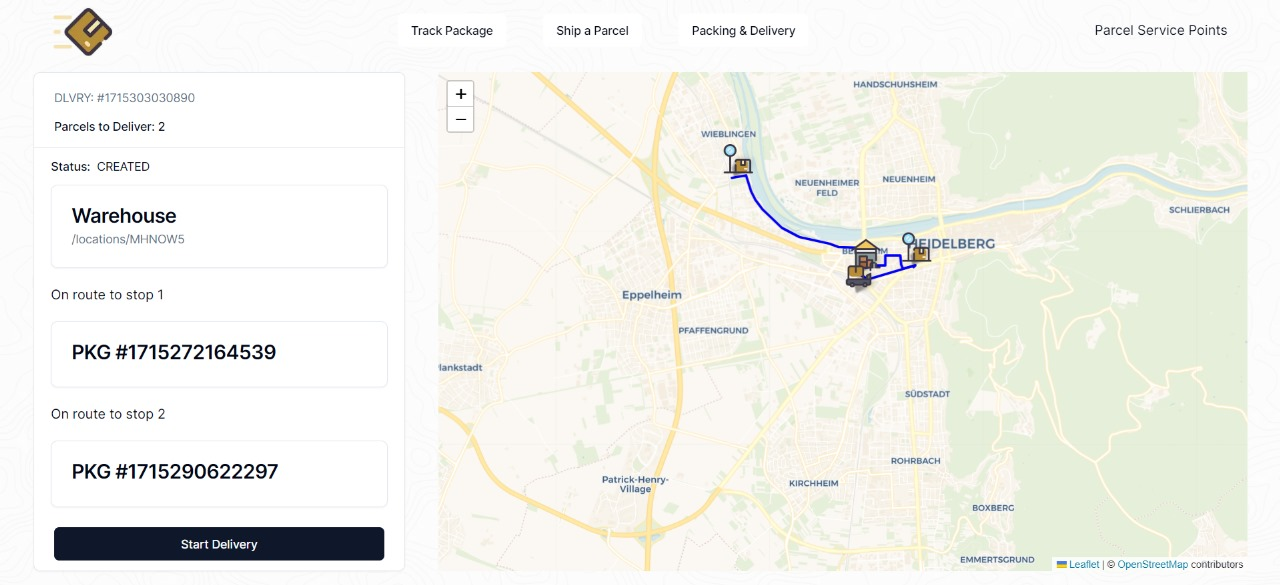 Track Package
Ship a Parcel
Packing & Delivery
Parcel Service Points
DLVRY: #1715303030890
Parcels to Deliver: 2
Status: CREATED
Warehouse
/locations/MHNOW5
On route to stop 1
PKG #1715272164539
On route to stop 2
PKG #1715290622297
Start Delivery
+
−
HANDSCHUHSHEIM
WIEBLINGEN
NEUENHEIMER
FELD
NEUENHEIM
SCHLIERBACH
HEIDELBERG
Eppelheim
PFAFFENGRUND
lankstadt
SÜDSTADT
ROHRBACH
Patrick-Henry-
Village
KIRCHHEIM
BOXBERG
EMMERTSGRUND
Leaflet | © OpenStreetMap contributors